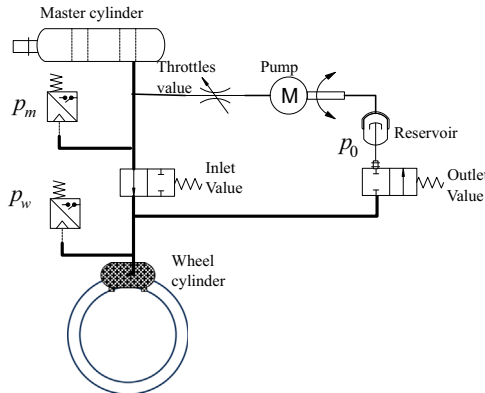 Master cylinder
Throttles
value
Pump
M
p_m
p_0
Reservoir
Inlet
Value
Outlet
Value
p_w
Wheel
cylinder